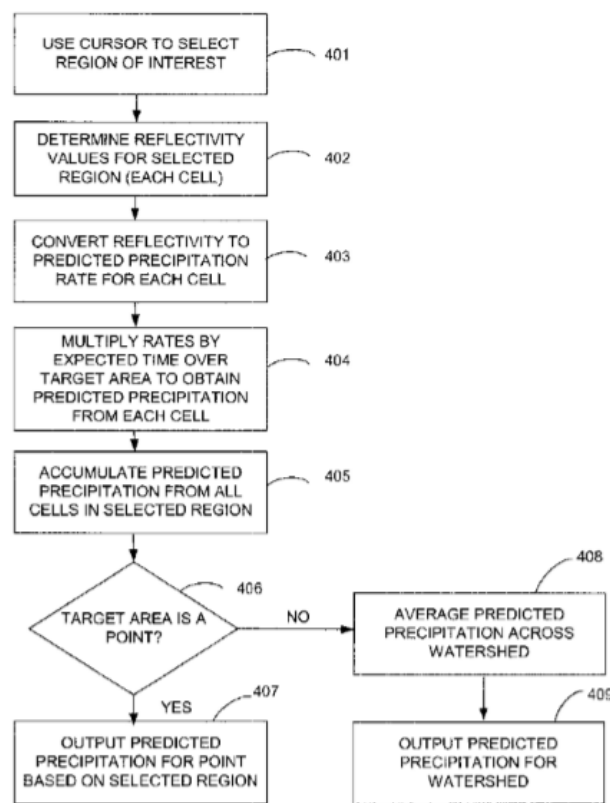 USE CURSOR TO SELECT
REGION OF INTEREST
401
DETERMINE REFLECTIVITY
VALUES FOR SELECTED
REGION (EACH CELL)
402
CONVERT REFLECTIVITY TO
PREDICTED PRECIPITATION
RATE FOR EACH CELL
403
MULTIPLY RATES BY
EXPECTED TIME OVER
TARGET AREA TO OBTAIN
PREDICTED PRECIPITATION
FROM EACH CELL
404
ACCUMULATE PREDICTED
PRECIPITATION FROM ALL
CELLS IN SELECTED REGION
405
TARGET AREA IS A
POINT?
406
NO
AVERAGE PREDICTED
PRECIPITATION ACROSS
WATERSHED
408
YES
407
OUTPUT PREDICTED
PRECIPITATION FOR POINT
BASED ON SELECTED REGION
OUTPUT PREDICTED
PRECIPITATION FOR
WATERSHED
409